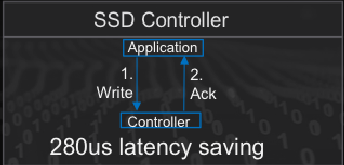 SSD Controller
Application
1.
Write
2.
Ack
Controller
280us latency saving